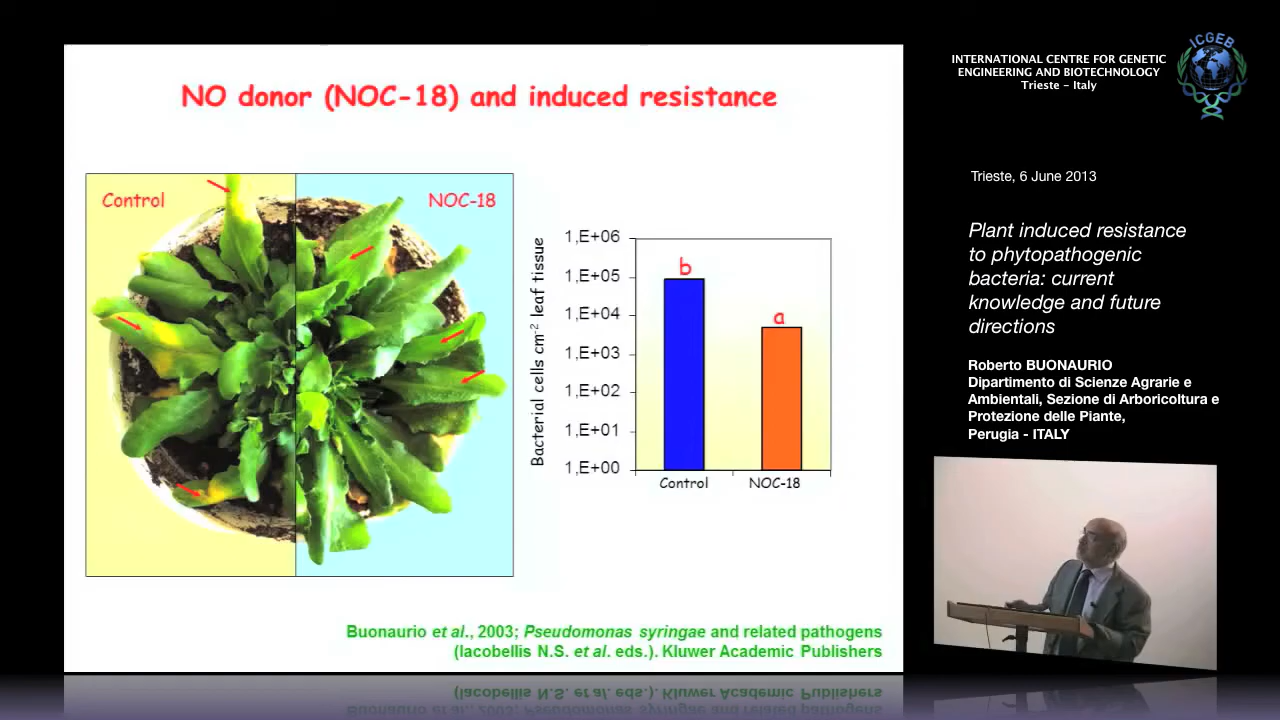 NO donor (NOC-18) and induced resistance
Control
NOC-18
Bacterial cells cm-2 leaf tissue
1,E+06
1,E+05
1,E+04
1,E+03
1,E+02
1,E+01
1,E+00
b
a
Control
NOC-18
Buonaurio et al., 2003; Pseudomonas syringae and related pathogens
(Iacobellis N.S. et al. eds.). Kluwer Academic Publishers
INTERNATIONAL CENTRE FOR GENETIC
ENGINEERING AND BIOTECHNOLOGY
Trieste - Italy
ICGEB
Trieste, 6 June 2013
Plant induced resistance
to phytopathogenic
bacteria: current
knowledge and future
directions
Roberto BUONAURIO
Dipartimento di Scienze Agrarie e
Ambientali, Sezione di Arboricoltura e
Protezione delle Piante,
Perugia - ITALY